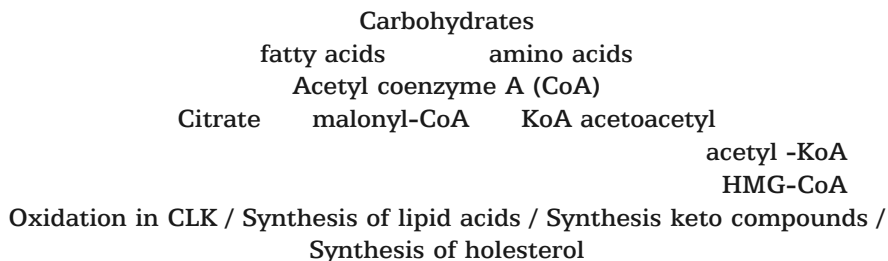 Carbohydrates
fatty acids amino acids
Acetyl coenzyme A (CoA)
Citrate malonyl-CoA KoA acetoacetyl
acetyl -KoA
HMG-CoA
Oxidation in CLK / Synthesis of lipid acids / Synthesis keto compounds /
Synthesis of holesterol